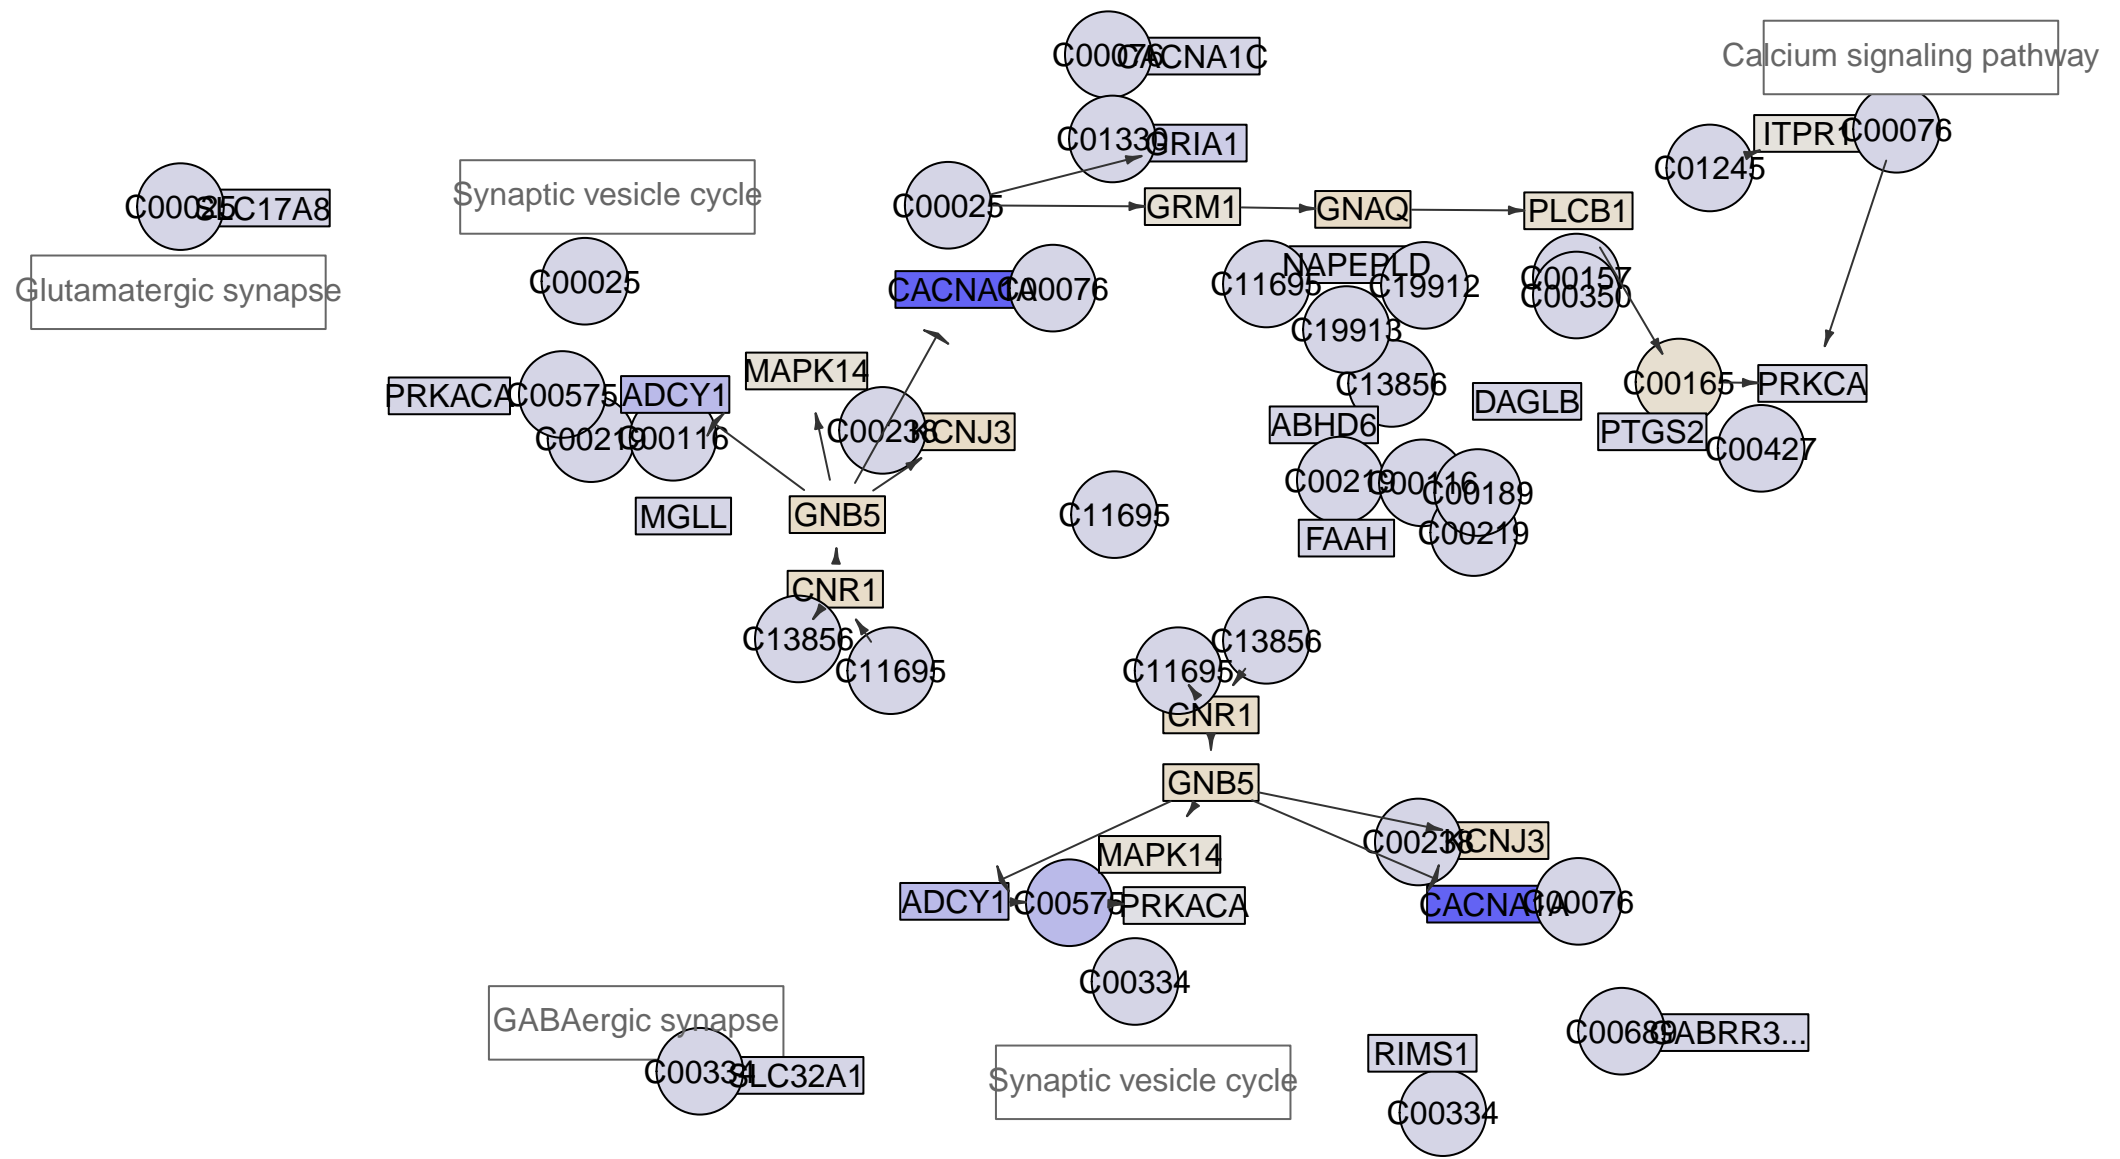 C00076
CACNA1C
Calcium signaling pathway
C01330
GRIA1
ITPR1
C00076
C01245
Synaptic vesicle cycle
C00025
SLC17A8
C00025
GRM1
GNAQ
PLCB1
Glutamatergic synapse
C00025
CACNA1A
C00076
C11695
NAPEPLD
C19912
C00157
C00350
C19913
MAPK14
C13856
C00165
PRKCA
PRKACA
C00575
ADCY1
DAGLB
C00219
C00116
C00238
KCNJ3
ABHD6
PTGS2
C00427
C00219
C00116
C00189
MGLL
GNB5
C11695
FAAH
C00219
CNR1
C13856
C11695
C13856
C11695
CNR1
GNB5
MAPK14
C00238
KCNJ3
ADCY1
C00575
PRKACA
CACNA1A
C00076
C00334
GABAergic synapse
C00689
GABRR3...
RIMS1
C00334
SLC32A1
Synaptic vesicle cycle
C00334